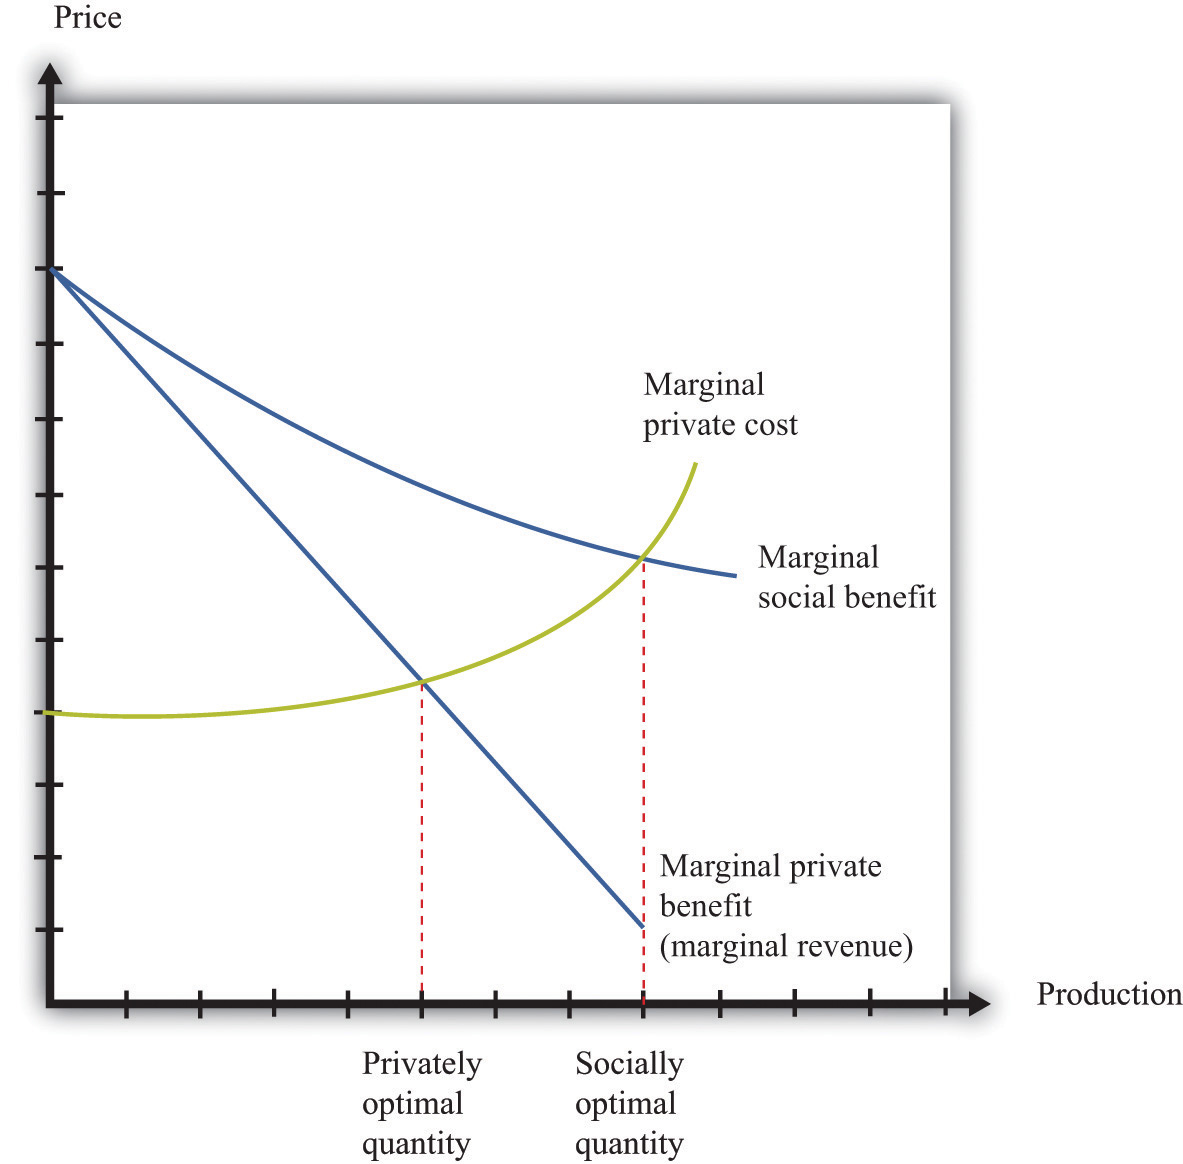 Price
Marginal
private cost
Marginal
social benefit
Marginal private
benefit
(marginal revenue)
Production
Privately
optimal
quantity
Socially
optimal
quantity